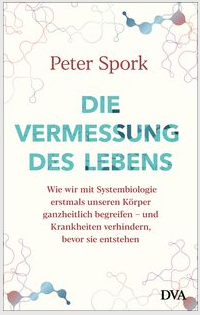 Peter Spork
DIE
VERMESSUNG
DES LEBENS
Wie wir mit Systembiologie
erstmals unseren Körper
ganzheitlich begreifen – und
Krankheiten verhindern,
bevor sie entstehen
DVA